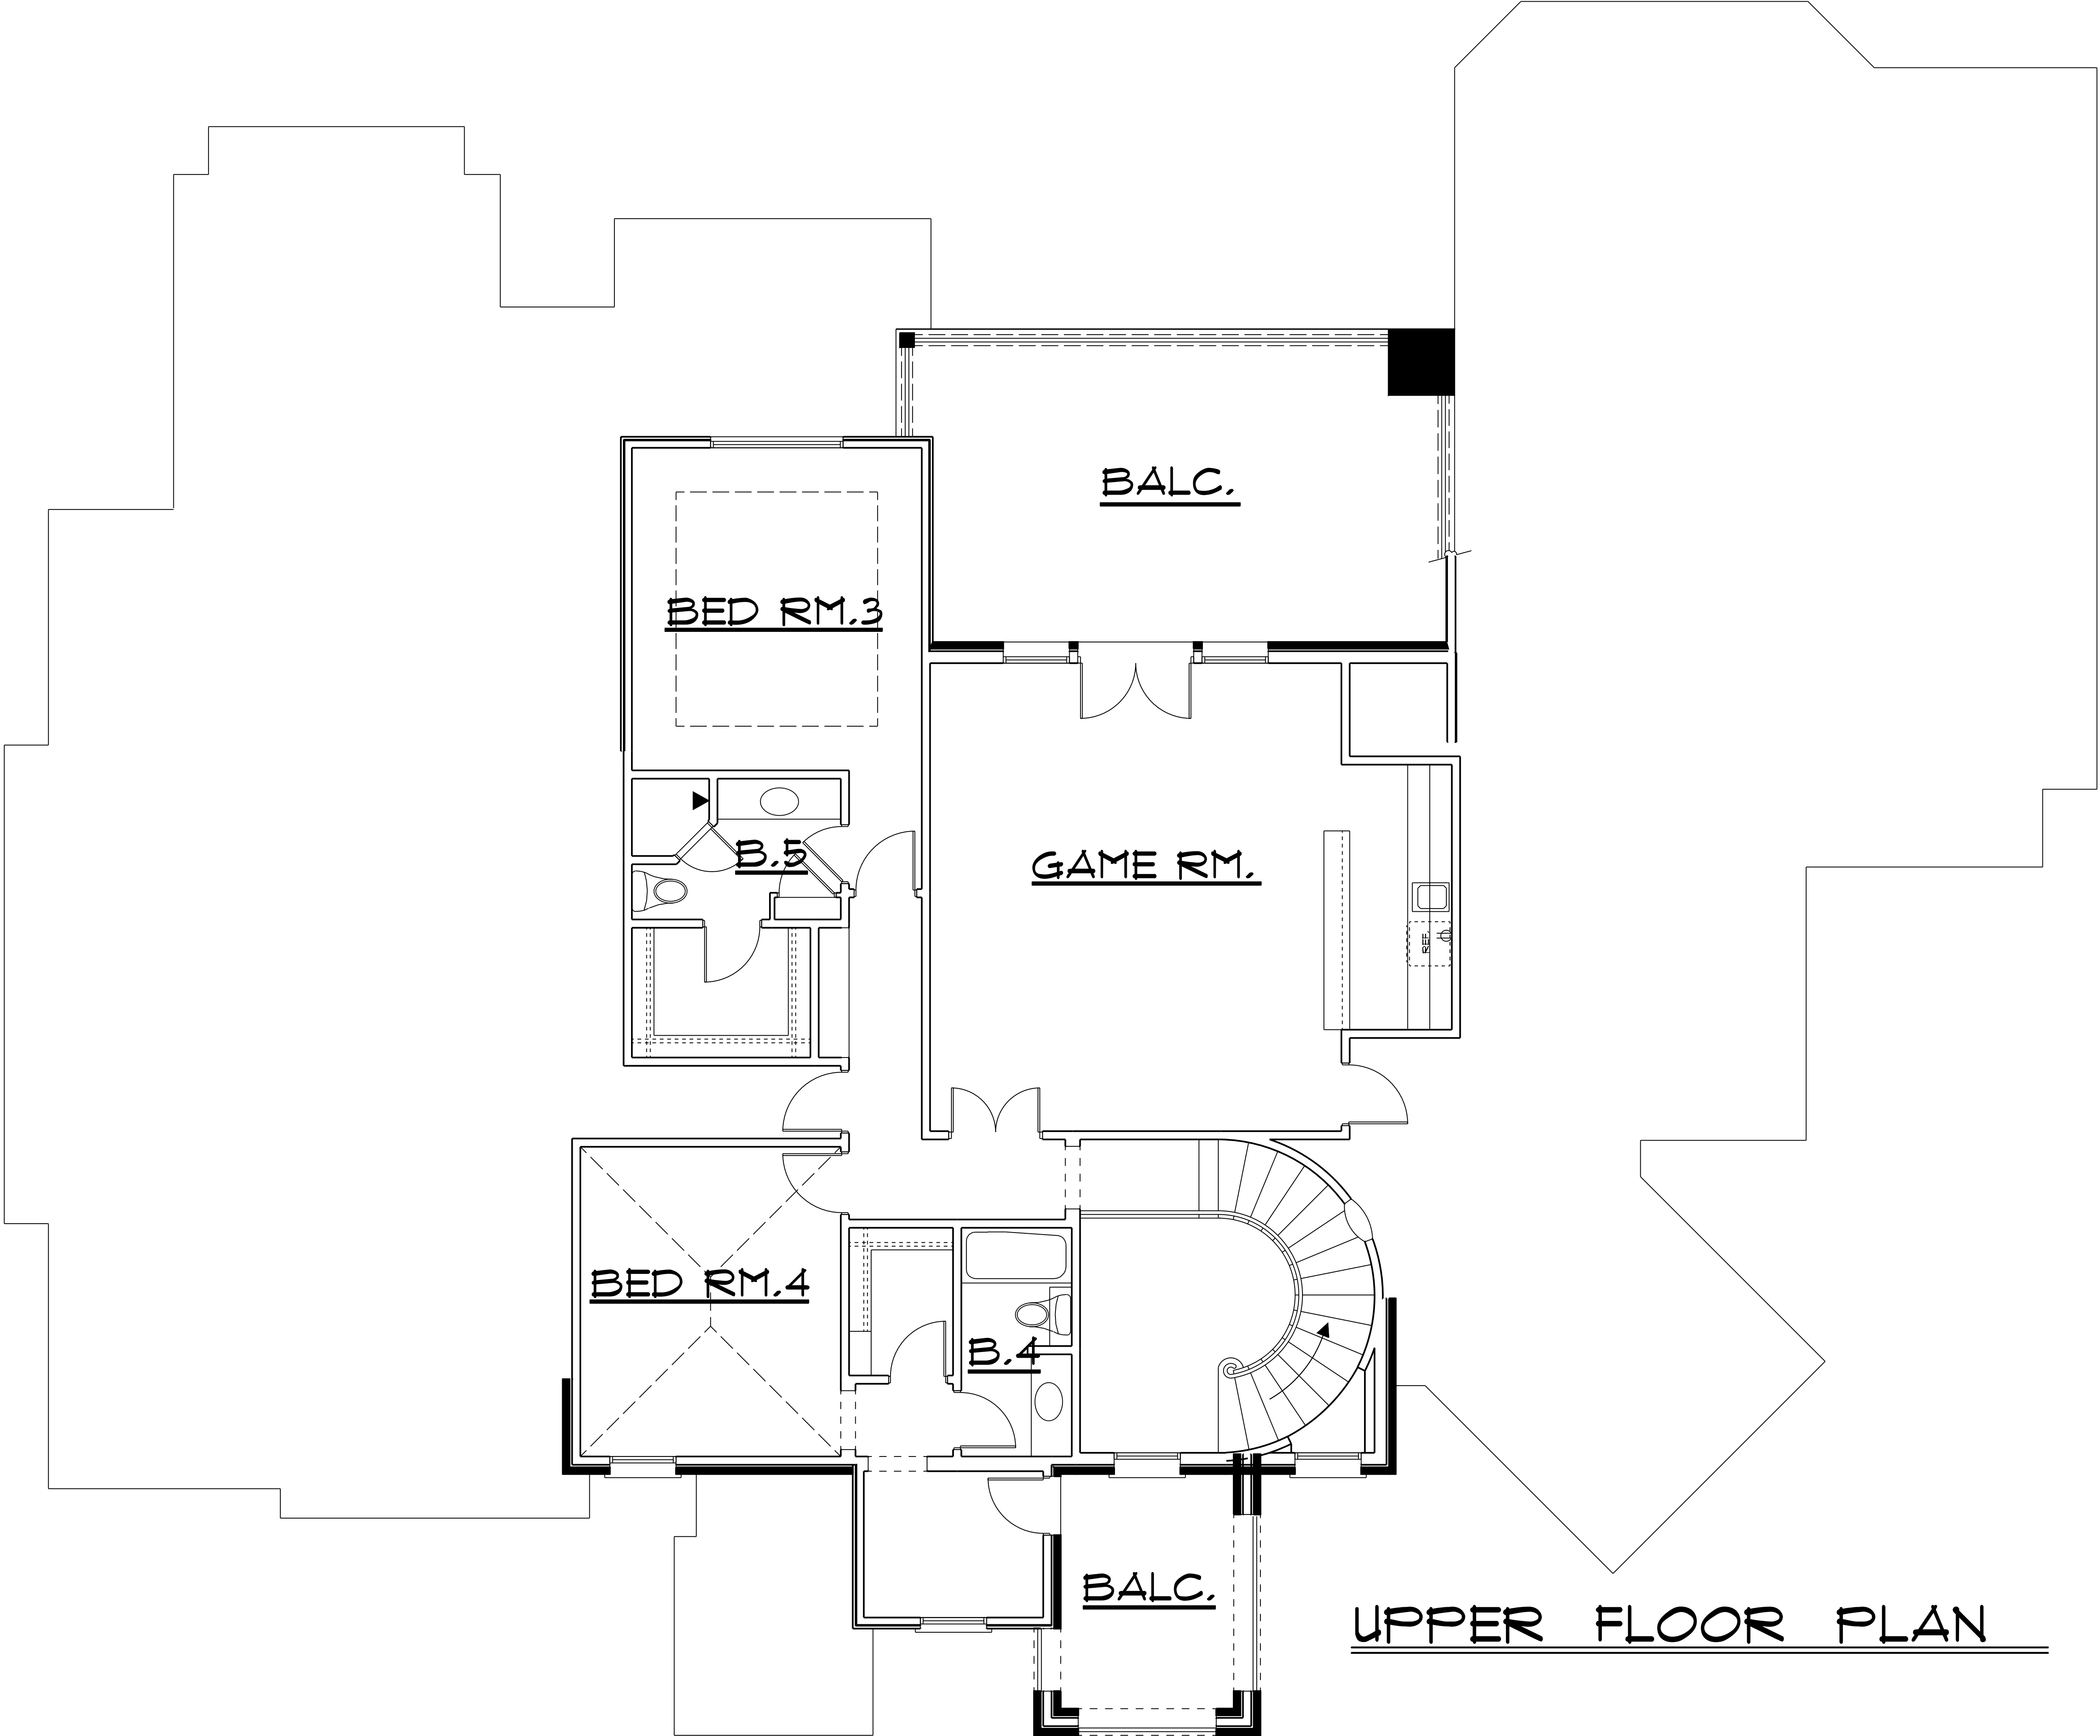 BALC.
BED RM.3
B.5
GAME RM.
REF.
BED RM.4
B.4
BALC.
UPPER FLOOR PLAN